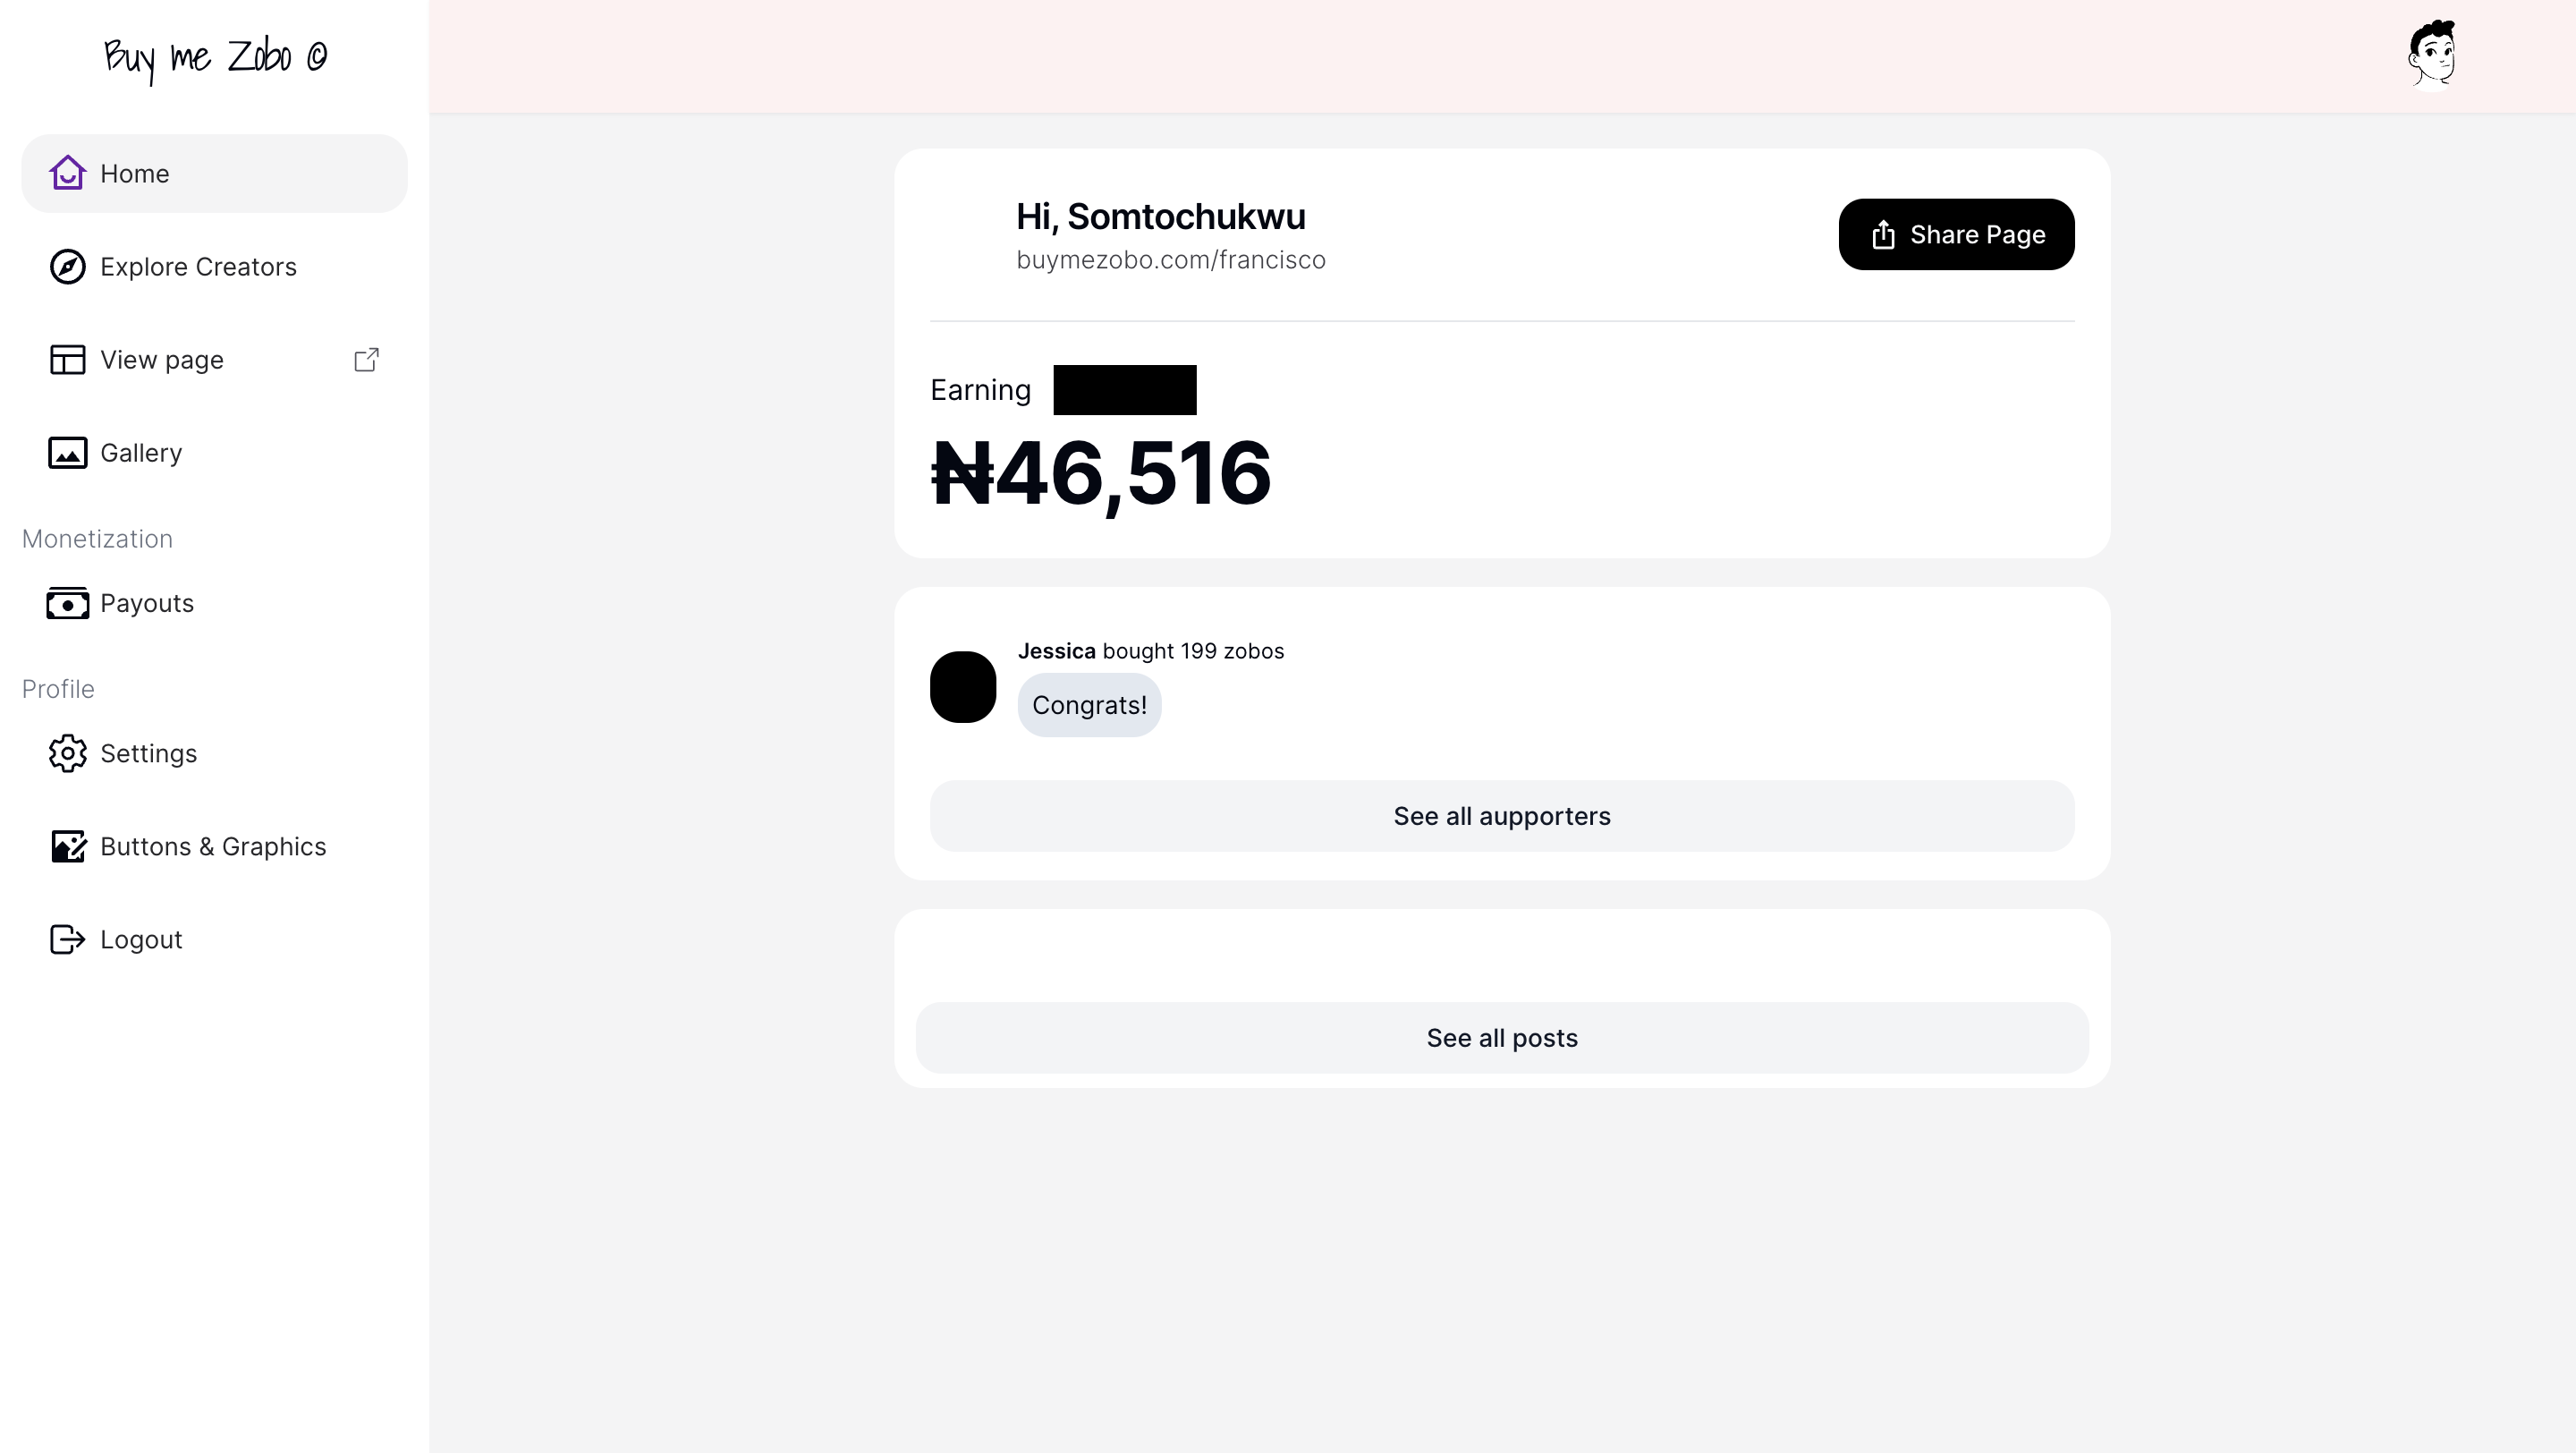 Buy me Zobo ©
Home
Explore Creators
View page
Gallery
Monetization
Payouts
Profile
Settings
Buttons & Graphics
Logout
Hi, Somtochukwu
buymezobo.com/francisco
Share Page
Earning
₦46,516
Jessica bought 199 zobos
Congrats!
See all aupporters
See all posts